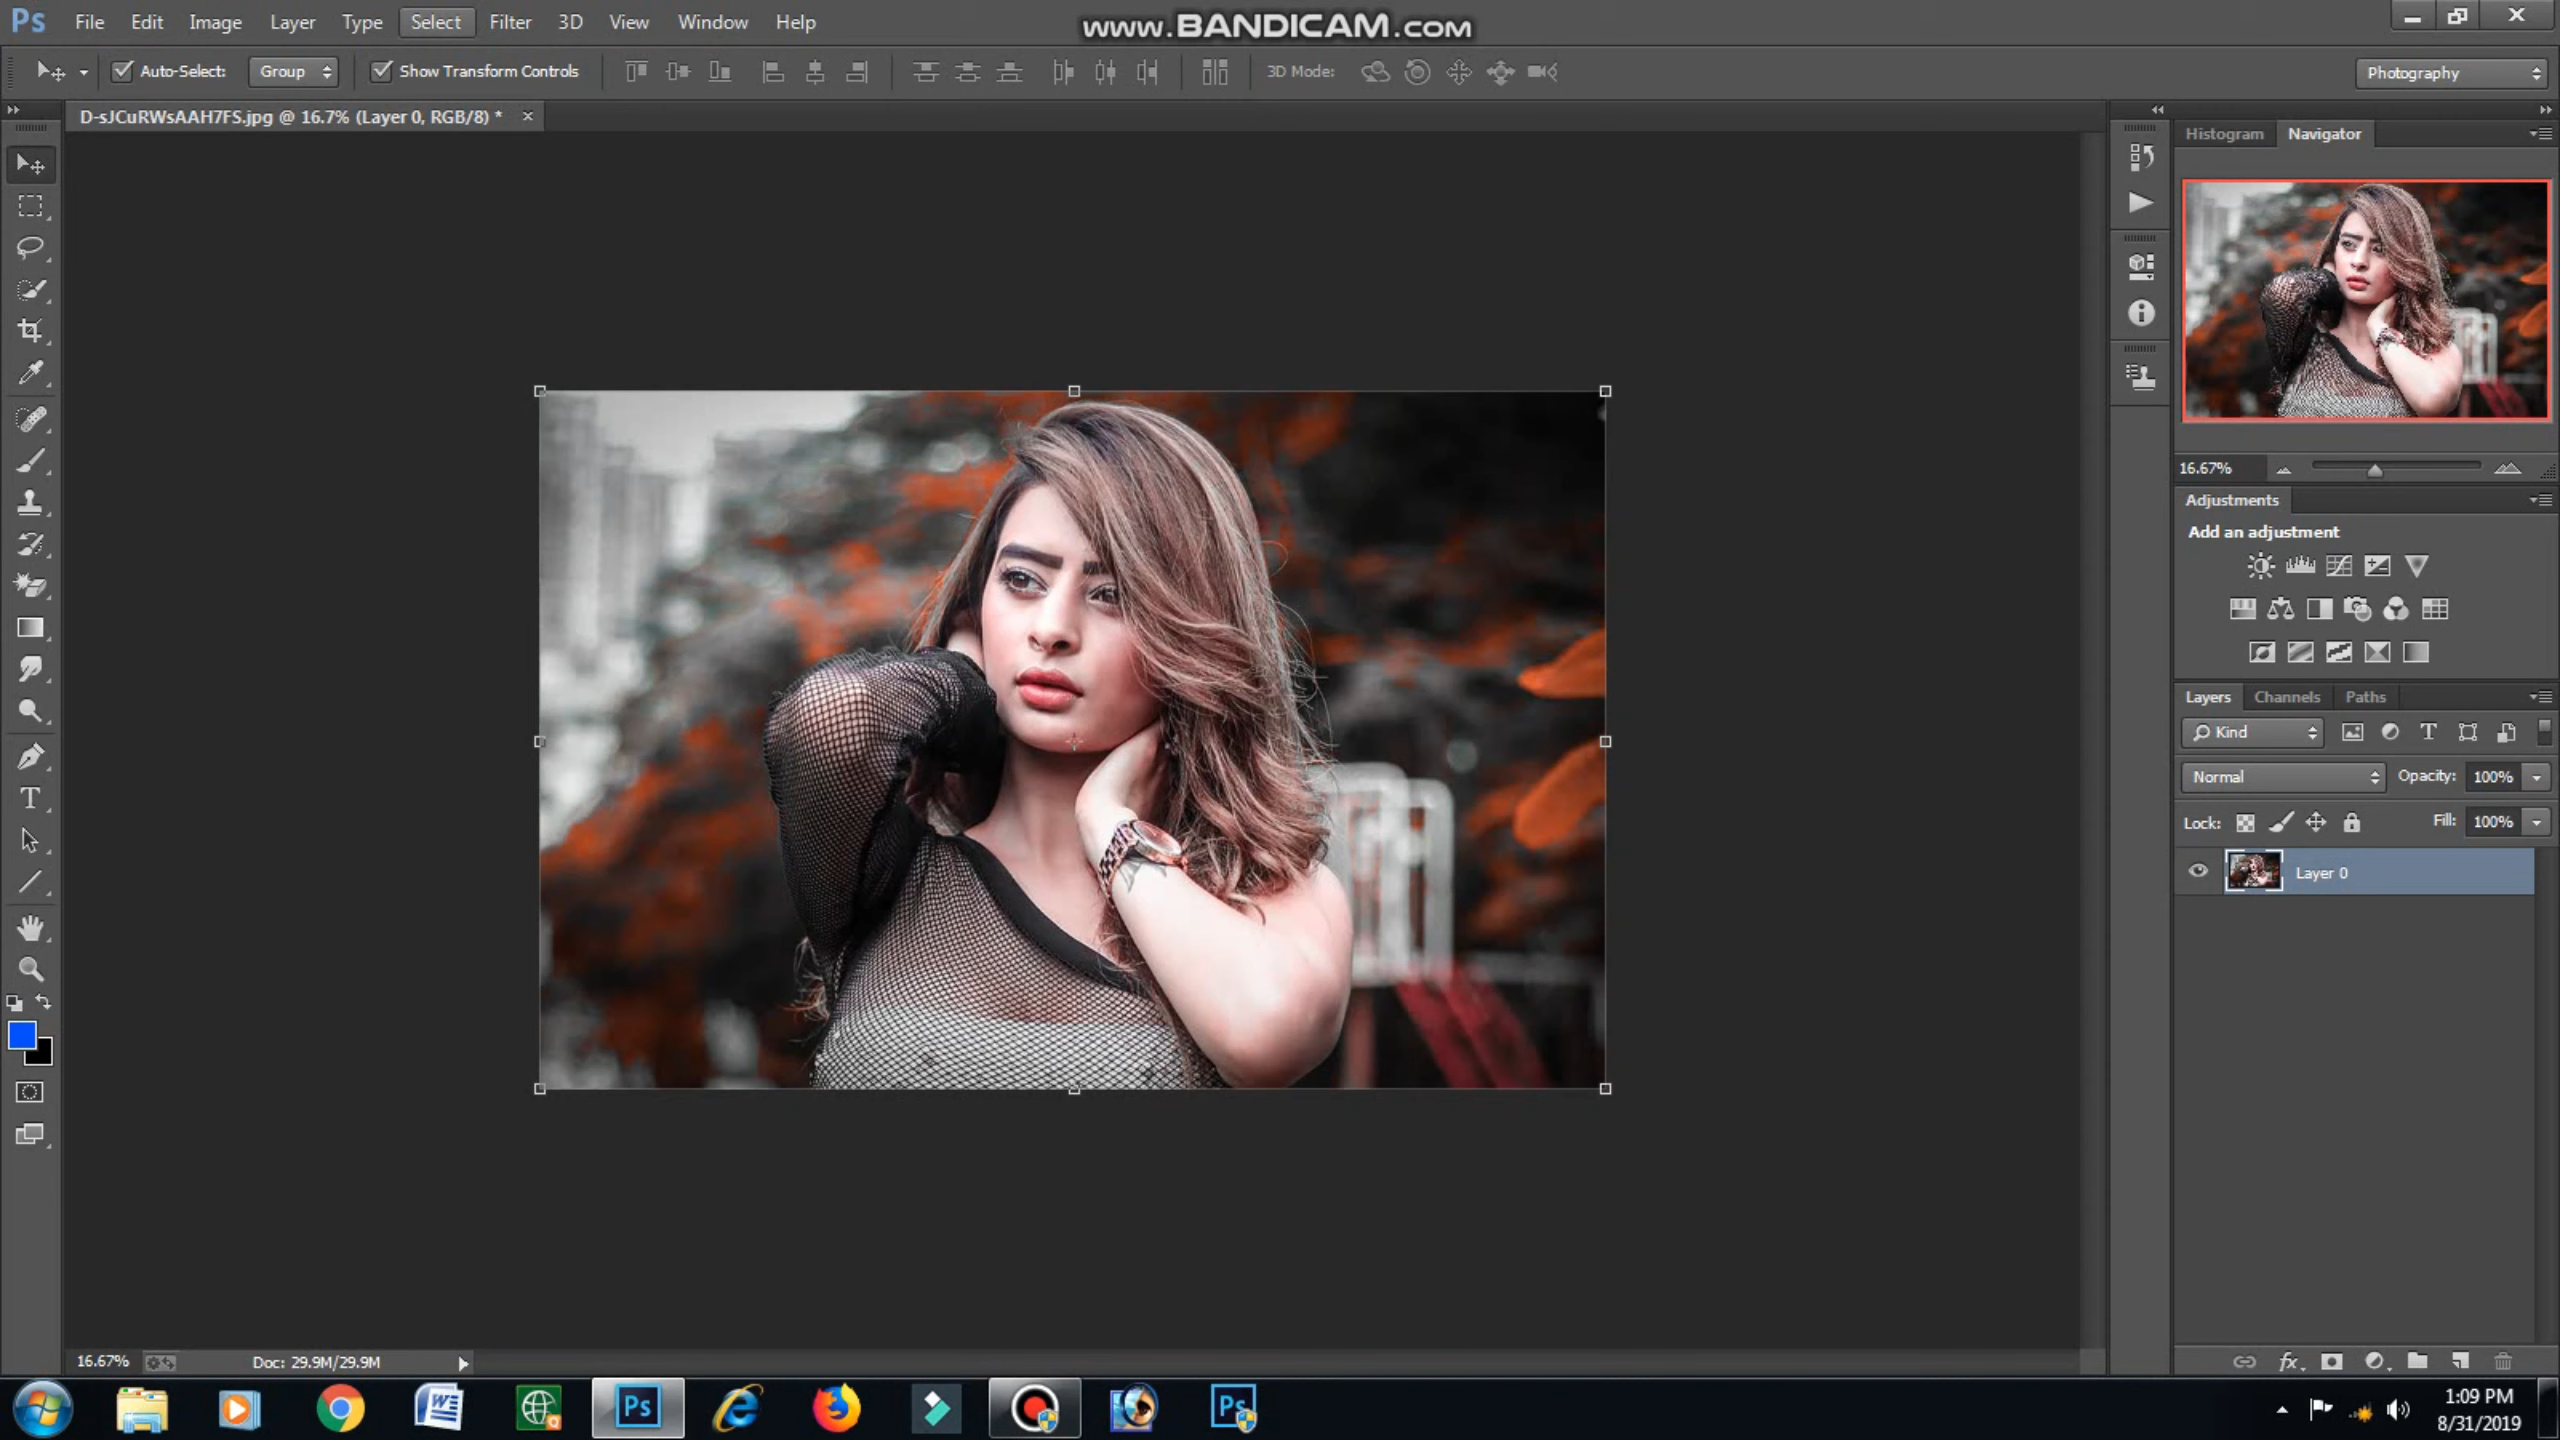 Ps File Edit Image Layer Type Select Filter 3D View Window Help
www.BANDICAM.com
Auto-Select: Group Show Transform Controls 3D Mode: Photography
D-sJCuRWsAAH7FS.jpg @ 16.7% (Layer 0, RGB/8) * ×
Histogram Navigator
16.67%
Adjustments
Add an adjustment
Layers Channels Paths
Kind
Normal Opacity: 100%
Lock: Fill: 100%
Layer 0
16.67% Doc: 29.9M/29.9M
1:09 PM
8/31/2019